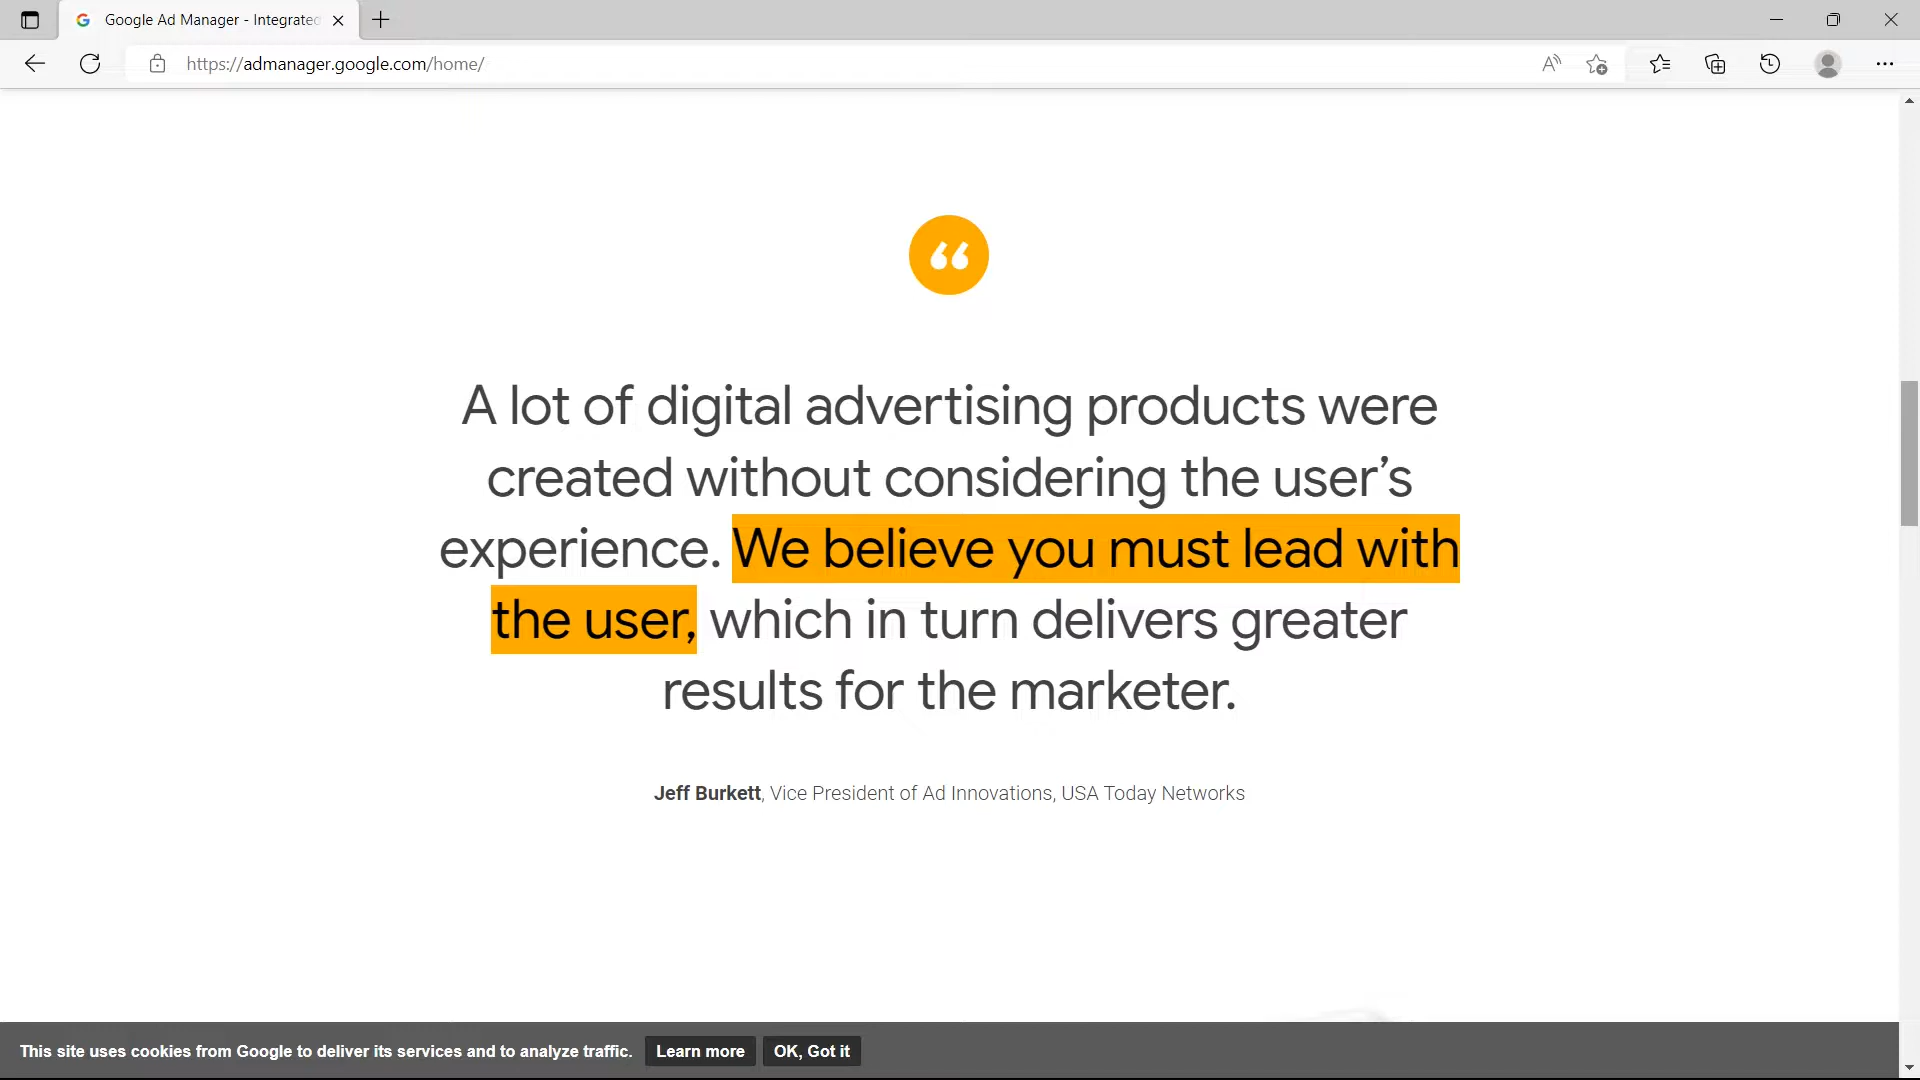 Google Ad Manager - Integrated
https://admanager.google.com/home/
“
A lot of digital advertising products were
created without considering the user’s
experience. We believe you must lead with
the user, which in turn delivers greater
results for the marketer.
Jeff Burkett, Vice President of Ad Innovations, USA Today Networks
This site uses cookies from Google to deliver its services and to analyze traffic. Learn more OK, Got it